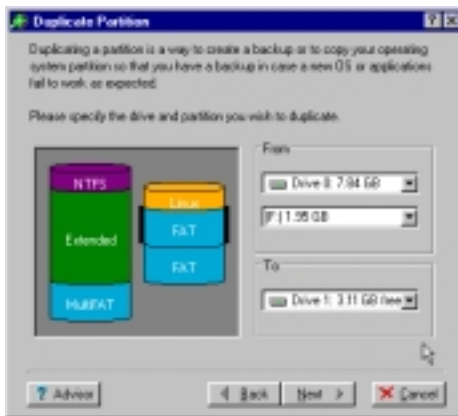 Duplicate Partition
Duplicating a partition is a way to create a backup or to copy your operating
system partition so that you have a backup in case a new OS or applications
fail to work as expected.
Please specify the drive and partition you wish to duplicate.
NTFS
Extended
MultiFAT
Linux
FAT
FAT
From
Drive 0: 7.84 GB
(F:) 1.95 GB
To
Drive 1: 3.11 GB free
? Advisor
Back
Next
Cancel